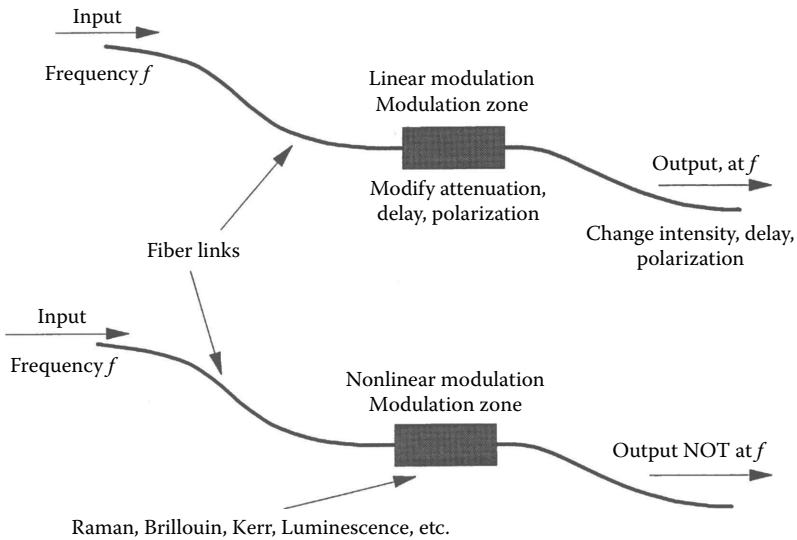 Input
Frequency f
Linear modulation
Modulation zone
Modify attenuation,
delay, polarization
Output, at f
Change intensity, delay,
polarization
Fiber links
Input
Frequency f
Nonlinear modulation
Modulation zone
Output NOT at f
Raman, Brillouin, Kerr, Luminescence, etc.